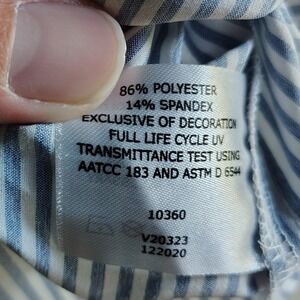 86% POLYESTER
14% SPANDEX
EXCLUSIVE OF DECORATION
FULL LIFE CYCLE UV
TRANSMITTANCE TEST USING
AATCC 183 AND ASTM D 6544
10360
V20323
122020